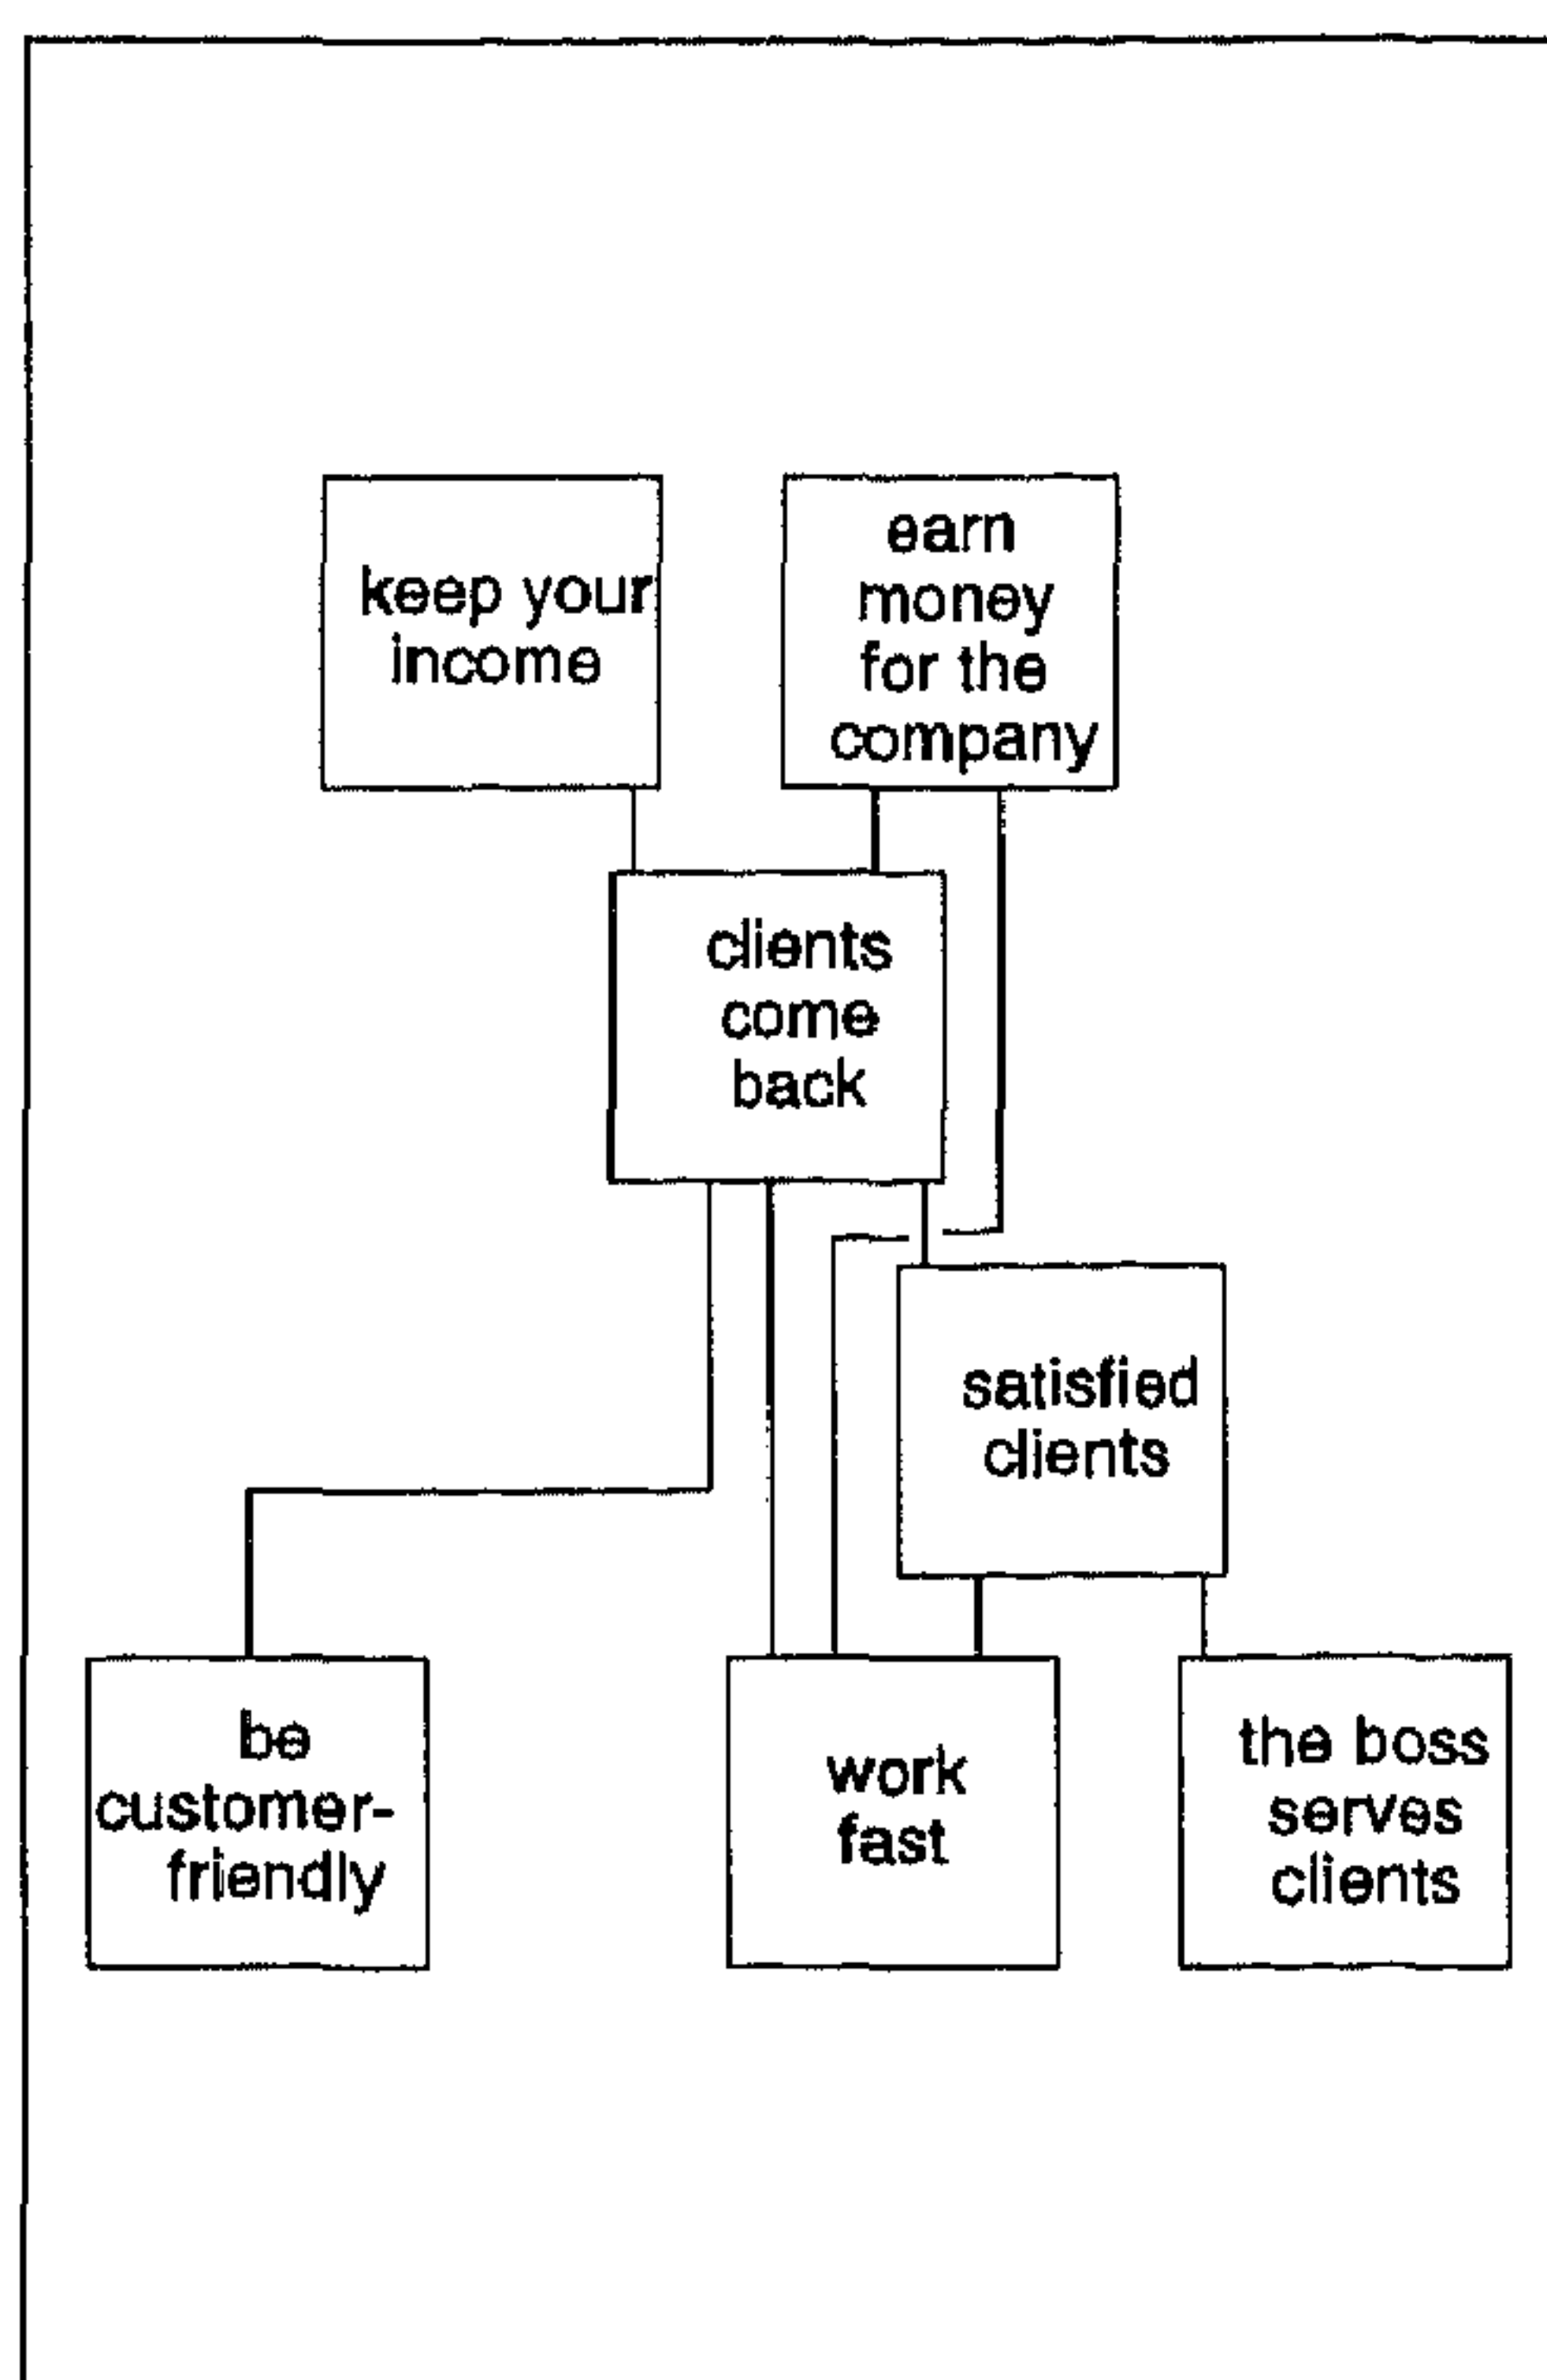 keep your
income
earn
money
for the
company
clients
come
back
satisfied
clients
be
customer-
friendly
work
fast
the boss
serves
clients